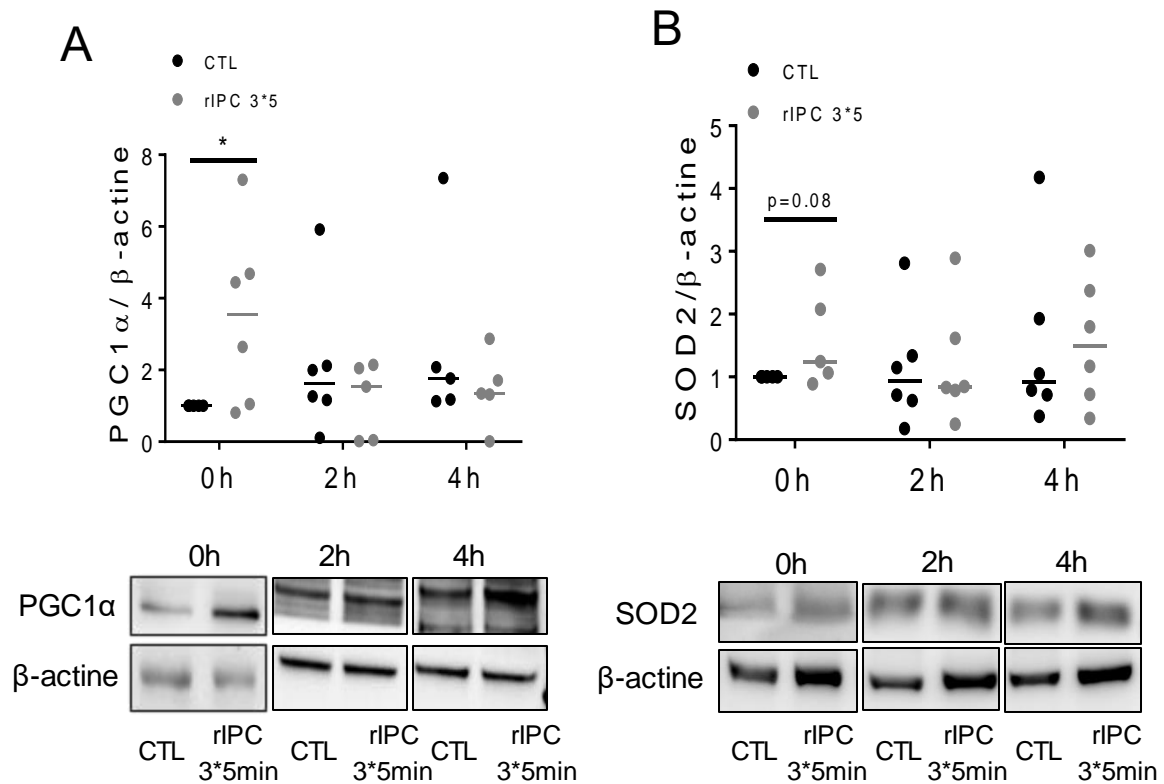 A
CTL
rIPC 3*5
*
PGC1α/ β-actine
8
6
4
2
0
0h
2h
4h
B
CTL
rIPC 3*5
p=0.08
SOD2/β-actine
5
4
3
2
1
0
0h
2h
4h
0h
2h
4h
PGC1α
β-actine
CTL
rIPC
3*5min
CTL
rIPC
3*5min
CTL
rIPC
3*5min
0h
2h
4h
SOD2
β-actine
CTL
rIPC
3*5min
CTL
rIPC
3*5min
CTL
rIPC
3*5min